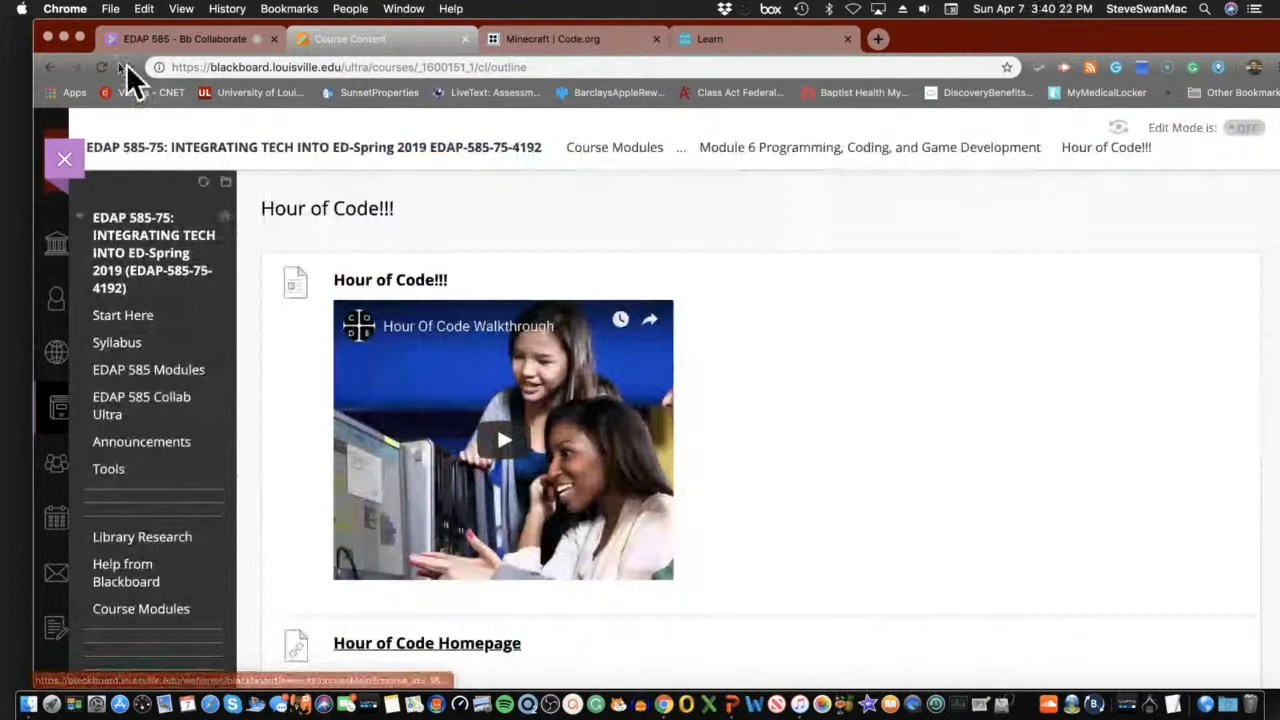 Chrome File Edit View History Bookmarks People Window Help box Sun Apr 7 3:40:22 PM SteveSwanMac
EDAP 585 - Bb Collaborate Course Content Minecraft | Code.org Learn
https://blackboard.louisville.edu/ultra/courses/_1600151_1/cl/outline
Apps - CNET University of Loui... SunsetProperties LiveText: Assessm... BarclaysAppleRew... Class Act Federal... Baptist Health My... DiscoveryBenefits... MyMedicalLocker Other Bookmark
Edit Mode is: OFF
EDAP 585-75: INTEGRATING TECH INTO ED-Spring 2019 EDAP-585-75-4192 Course Modules ... Module 6 Programming, Coding, and Game Development Hour of Code!!!
Hour of Code!!!
EDAP 585-75:
INTEGRATING TECH
INTO ED-Spring
2019 (EDAP-585-75-
4192)
Start Here
Syllabus
EDAP 585 Modules
EDAP 585 Collab
Ultra
Announcements
Tools
Library Research
Help from
Blackboard
Course Modules
Hour of Code!!!
CODE
Hour Of Code Walkthrough
Hour of Code Homepage